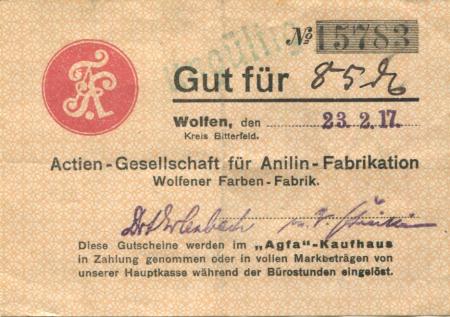 ungültig
No 15783
Gut für 85 ₰
Wolfen, den 23. 2. 17.
Kreis Bitterfeld.
Actien-Gesellschaft für Anilin-Fabrikation
Wolfener Farben-Fabrik.
Diese Gutscheine werden im „Agfa"-Kaufhaus
in Zahlung genommen oder in vollen Markbeträgen von
unserer Hauptkasse während der Bürostunden eingelöst.